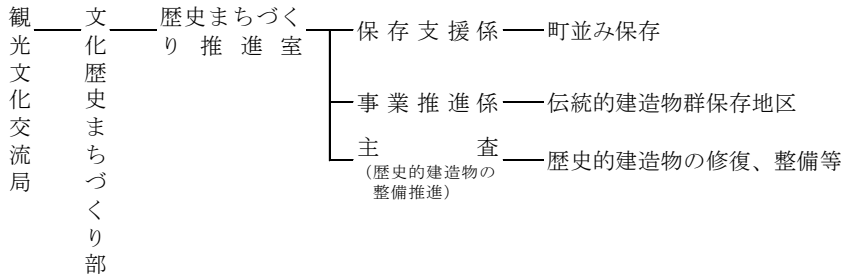 観光文化交流局
文化歴史まちづくり部
歴史まちづく
り推進室
保存支援係
町並み保存
事業推進係
伝統的建造物群保存地区
主査
（歴史的建造物の
整備推進）
歴史的建造物の修復、整備等